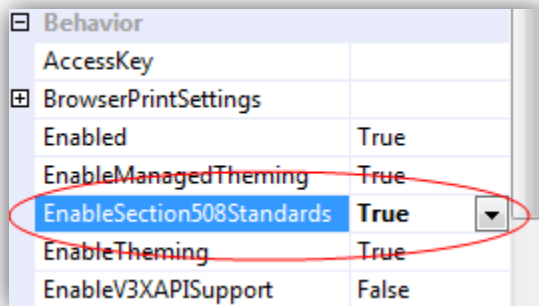 Behavior
AccessKey
BrowserPrintSettings
Enabled True
EnableManagedTheming True
EnableSection508Standards True
EnableTheming True
EnableV3XAPISupport False